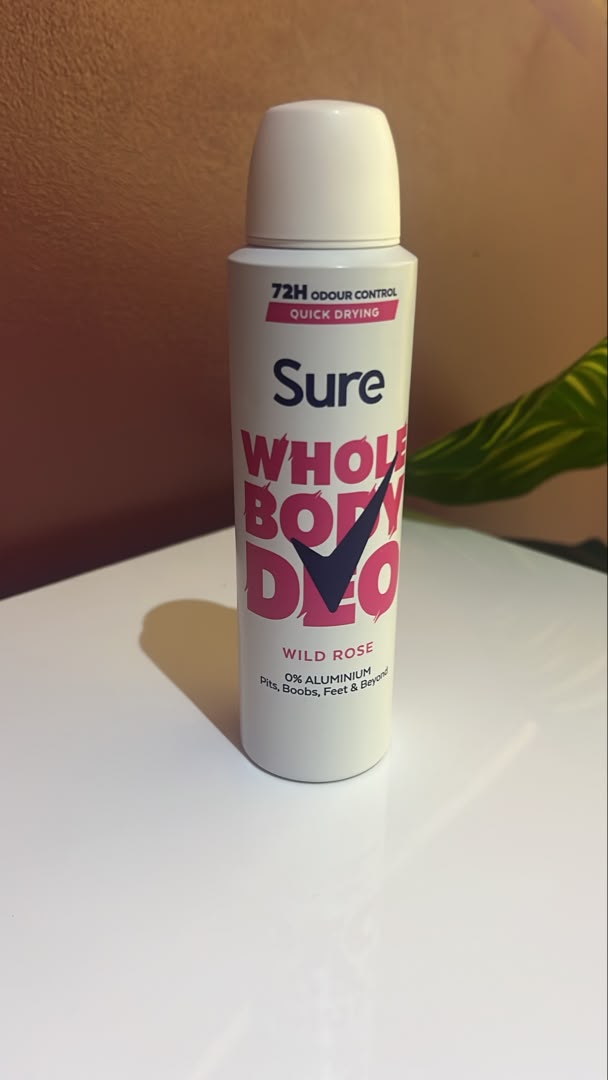 72H ODOUR CONTROL
QUICK DRYING
Sure
WHOLE
BODY
DEO
WILD ROSE
0% ALUMINIUM
Pits, Boobs, Feet & Beyond